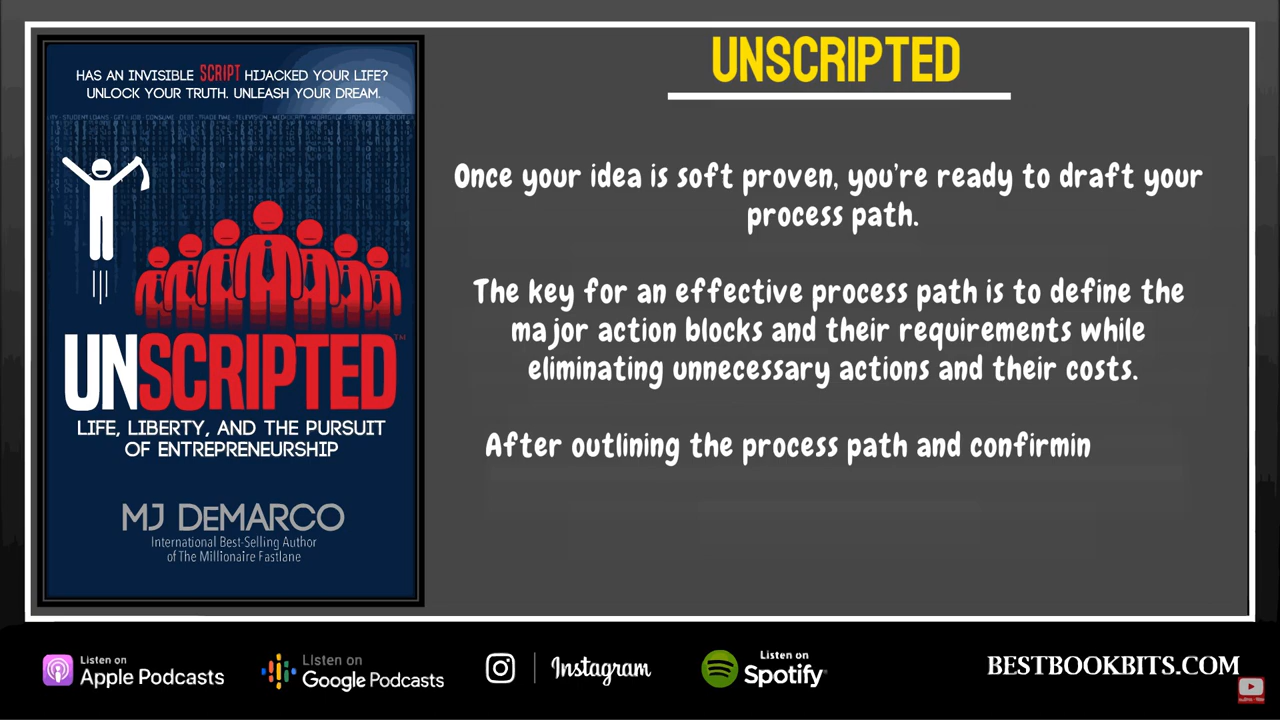 UNSCRIPTED
HAS AN INVISIBLE SCRIPT HIJACKED YOUR LIFE?
UNLOCK YOUR TRUTH. UNLEASH YOUR DREAM.
UNSCRIPTED™
LIFE, LIBERTY, AND THE PURSUIT
OF ENTREPRENEURSHIP
MJ DeMARCO
International Best-Selling Author
of The Millionaire Fastlane
Once your idea is soft proven, you're ready to draft your
process path.
The key for an effective process path is to define the
major action blocks and their requirements while
eliminating unnecessary actions and their costs.
After outlining the process path and confirmin
Listen on
Apple Podcasts
Listen on
Google Podcasts
Instagram
Listen on
Spotify
BESTBOOKBITS.COM